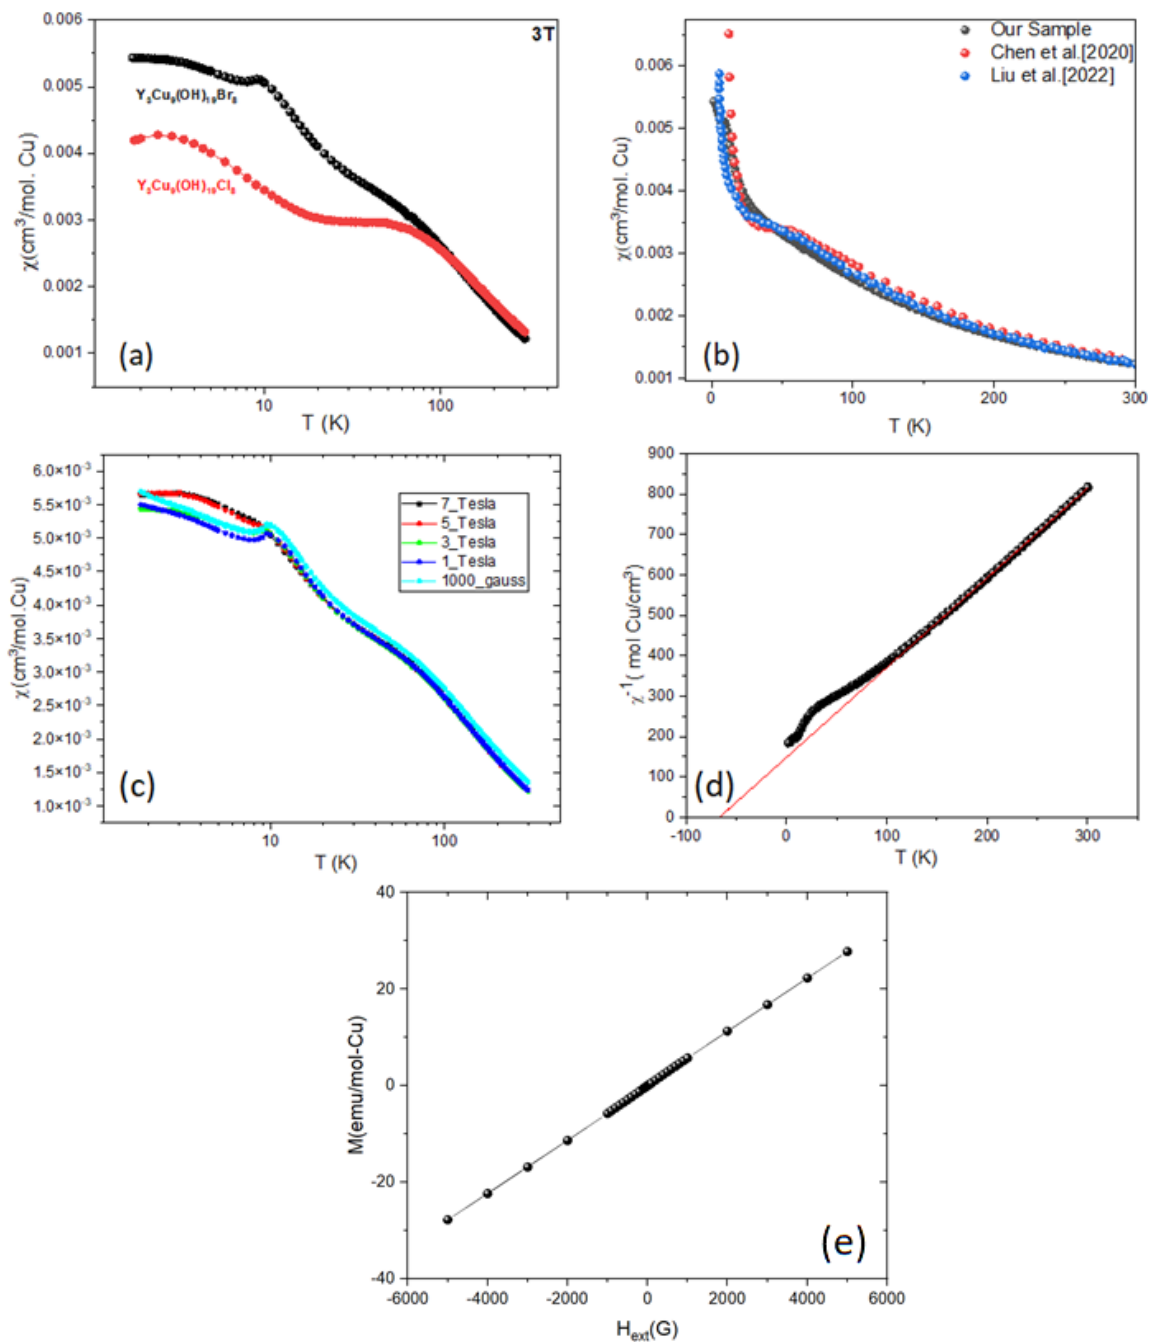 0.006
0.005
0.004
0.003
0.002
0.001
χ(cm³/mol. Cu)
3T
Y₃Cu₉(OH)₁₉Br₈
Y₃Cu₉(OH)₁₉Cl₈
(a)
10
100
T (K)
0.006
0.005
0.004
0.003
0.002
0.001
χ(cm³/mol. Cu)
Our Sample
Chen et al.[2020]
Liu et al.[2022]
(b)
0
100
200
300
T (K)
6.0×10⁻³
5.5×10⁻³
5.0×10⁻³
4.5×10⁻³
4.0×10⁻³
3.5×10⁻³
3.0×10⁻³
2.5×10⁻³
2.0×10⁻³
1.5×10⁻³
1.0×10⁻³
χ(cm³/mol.Cu)
7_Tesla
5_Tesla
3_Tesla
1_Tesla
1000_gauss
(c)
10
100
T (K)
900
800
700
600
500
400
300
200
100
0
χ⁻¹( mol Cu/cm³)
(d)
-100
0
100
200
300
T (K)
40
20
0
-20
-40
M(emu/mol-Cu)
(e)
-6000
-4000
-2000
0
2000
4000
6000
Hₑₓₜ(G)